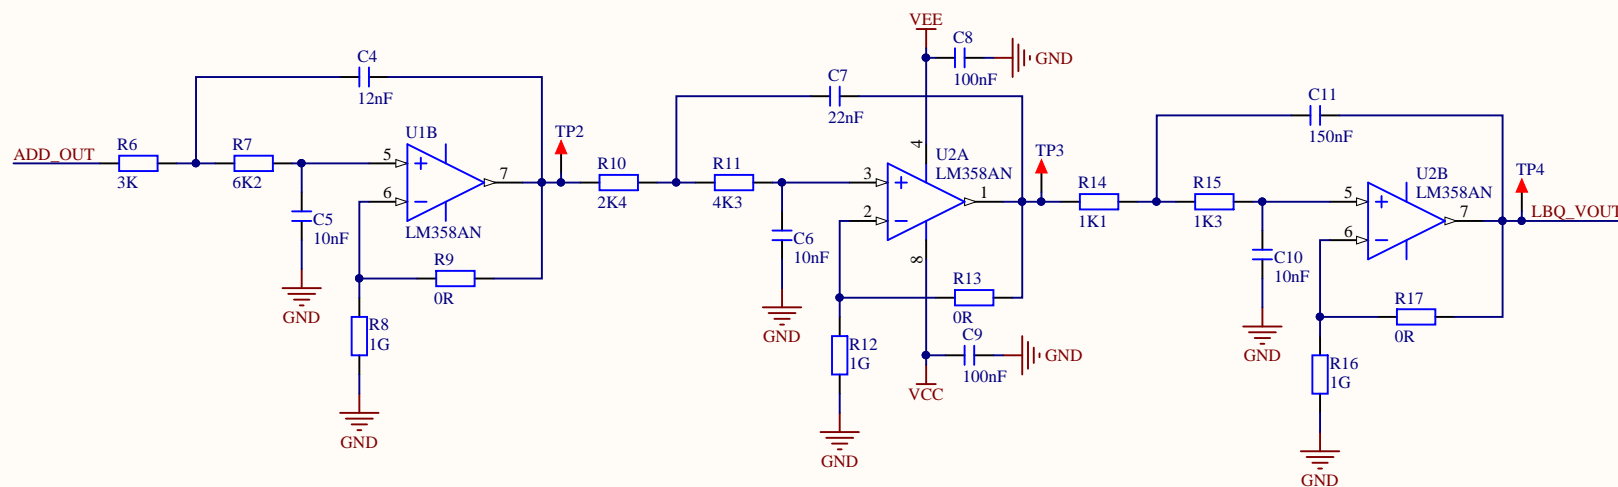 ADD_OUT
R6
3K
R7
6K2
C4
12nF
C5
10nF
GND
U1B
5
6
7
LM358AN
R9
0R
R8
1G
GND
TP2
R10
2K4
R11
4K3
C7
22nF
C6
10nF
GND
VEE
C8
100nF
GND
4
U2A
LM358AN
3
2
1
8
R13
0R
R12
1G
GND
C9
100nF
GND
VCC
TP3
R14
1K1
R15
1K3
C11
150nF
C10
10nF
GND
U2B
LM358AN
5
6
7
R17
0R
R16
1G
GND
TP4
LBQ_VOUT